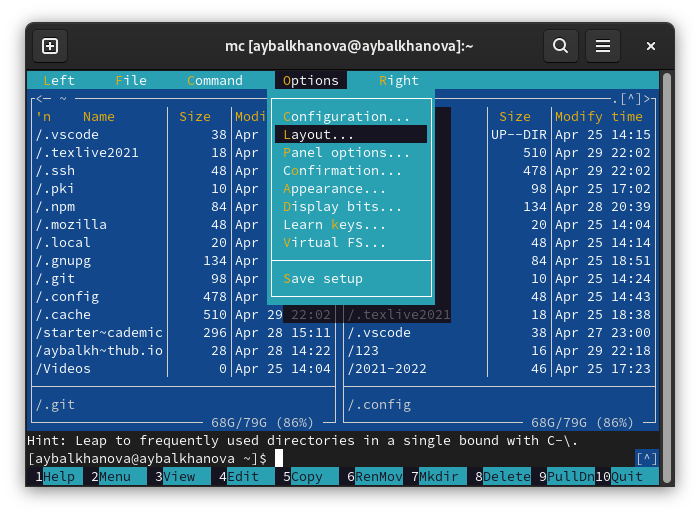 mc [aybalkhanova@aybalkhanova]:~
Left File Command Options Right
<— ~ .[^]>
'n Name Size Modi Size Modify time
/.vscode 38 Apr UP--DIR Apr 25 14:15
/.texlive2021 18 Apr 510 Apr 29 22:02
/.ssh 48 Apr 478 Apr 29 22:02
/.pki 10 Apr 98 Apr 25 17:02
/.npm 84 Apr 134 Apr 28 20:39
/.mozilla 48 Apr 20 Apr 25 14:04
/.local 20 Apr 48 Apr 25 14:14
/.gnupg 134 Apr 84 Apr 25 18:51
/.git 98 Apr 10 Apr 25 14:24
/.config 478 Apr 48 Apr 25 14:43
/.cache 510 Apr 29 22:02 /.texlive2021 18 Apr 25 18:38
/starter~cademic 296 Apr 28 15:11 /.vscode 38 Apr 27 23:00
/aybalkh~thub.io 28 Apr 28 14:22 /123 16 Apr 29 22:18
/Videos 0 Apr 25 14:04 /2021-2022 46 Apr 25 17:23
Configuration...
Layout...
Panel options...
Confirmation...
Appearance...
Display bits...
Learn keys...
Virtual FS...
Save setup
/.git /.config
68G/79G (86%) 68G/79G (86%)
Hint: Leap to frequently used directories in a single bound with C-\.
[aybalkhanova@aybalkhanova ~]$ [^]
1Help 2Menu 3View 4Edit 5Copy 6RenMov 7Mkdir 8Delete 9PullDn 10Quit